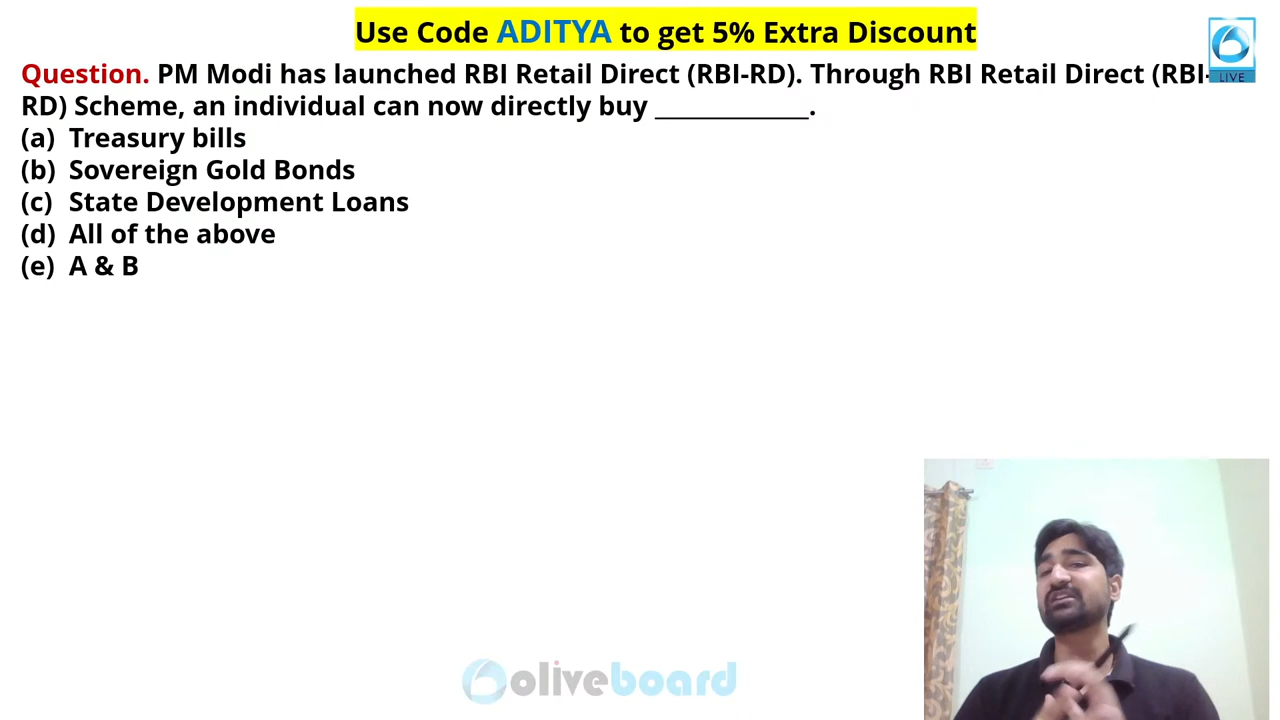 Use Code ADITYA to get 5% Extra Discount
LIVE
Question. PM Modi has launched RBI Retail Direct (RBI-RD). Through RBI Retail Direct (RBI-
RD) Scheme, an individual can now directly buy _____________.
(a) Treasury bills
(b) Sovereign Gold Bonds
(c) State Development Loans
(d) All of the above
(e) A & B
oliveboard